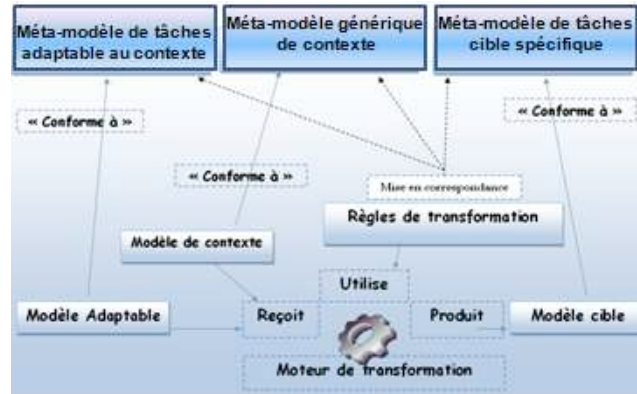 Méta-modèle de tâches
adaptable au contexte
Méta-modèle générique
de contexte
Méta-modèle de tâches
cible spécifique
« Conforme à »
« Conforme à »
« Conforme à »
Mise en correspondance
Règles de transformation
Modèle de contexte
Utilise
Modèle Adaptable
Reçoit
Produit
Modèle cible
Moteur de transformation